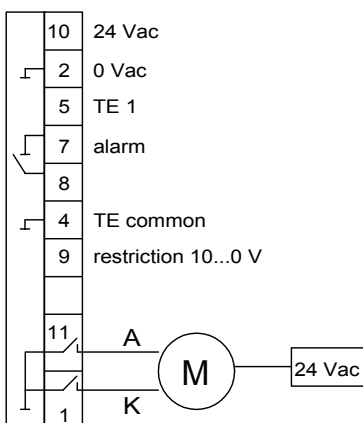 10 24 Vac
2 0 Vac
5 TE 1
7 alarm
8
4 TE common
9 restriction 10...0 V
11 A
M 24 Vac
K
1